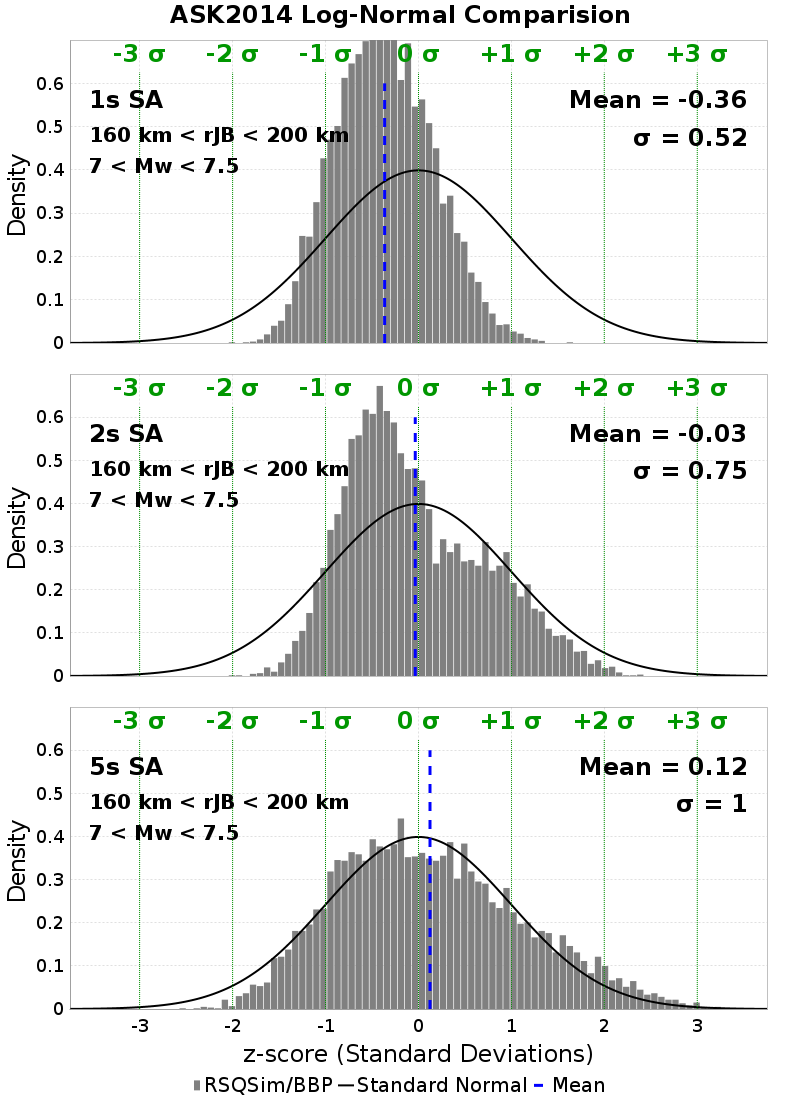 ASK2014 Log-Normal Comparision
-3 σ -2 σ -1 σ 0 σ +1 σ +2 σ +3 σ
1s SA Mean = -0.36
160 km < rJB < 200 km σ = 0.52
7 < Mw < 7.5
Density
0.6
0.5
0.4
0.3
0.2
0.1
0
-3 σ -2 σ -1 σ 0 σ +1 σ +2 σ +3 σ
2s SA Mean = -0.03
160 km < rJB < 200 km σ = 0.75
7 < Mw < 7.5
Density
0.6
0.5
0.4
0.3
0.2
0.1
0
-3 σ -2 σ -1 σ 0 σ +1 σ +2 σ +3 σ
5s SA Mean = 0.12
160 km < rJB < 200 km σ = 1
7 < Mw < 7.5
Density
0.6
0.5
0.4
0.3
0.2
0.1
0
-3 -2 -1 0 1 2 3
z-score (Standard Deviations)
RSQSim/BBP Standard Normal Mean